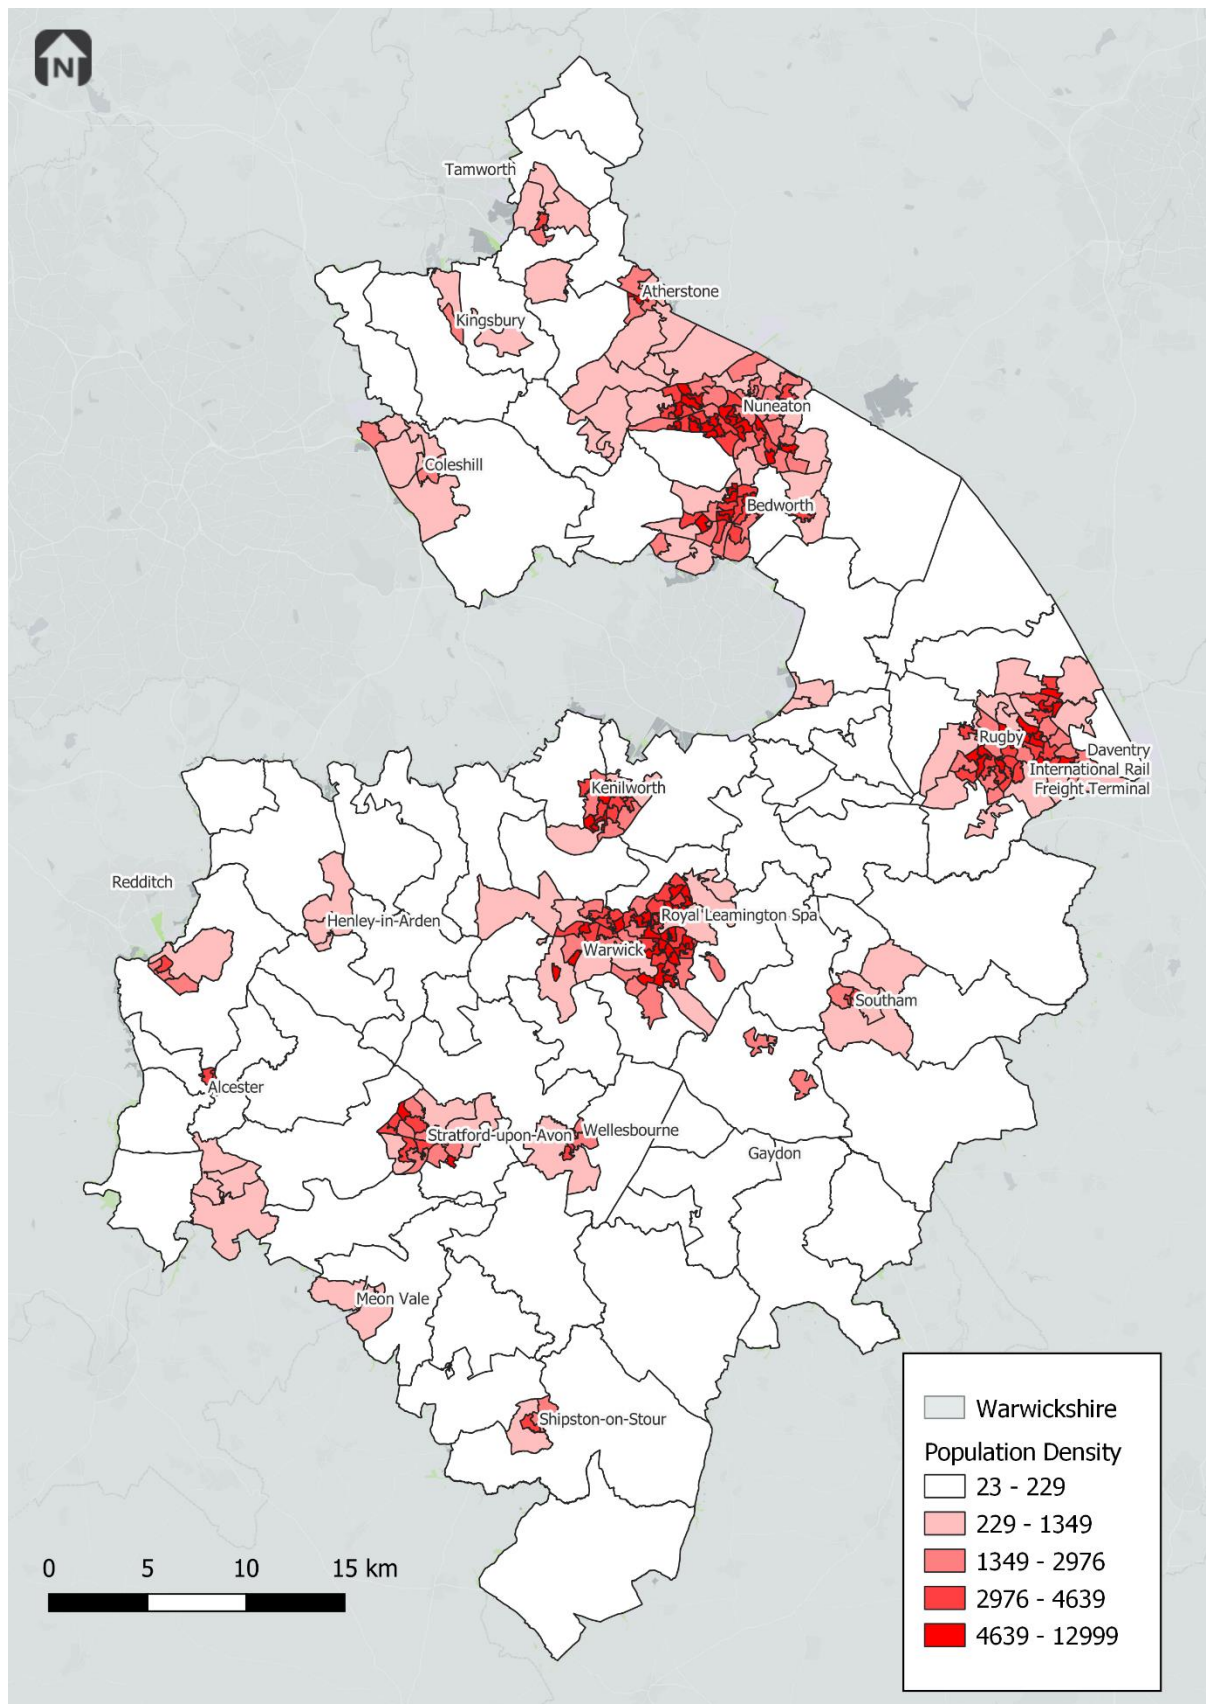 N
Tamworth
Atherstone
Kingsbury
Nuneaton
Coleshill
Bedworth
Rugby
Daventry
International Rail
Freight Terminal
Kenilworth
Redditch
Henley-in-Arden
Royal Leamington Spa
Warwick
Southam
Alcester
Stratford-upon-Avon
Wellesbourne
Gaydon
Meon Vale
Shipston-on-Stour
Warwickshire
Population Density
23 - 229
229 - 1349
1349 - 2976
2976 - 4639
4639 - 12999
0 5 10 15 km